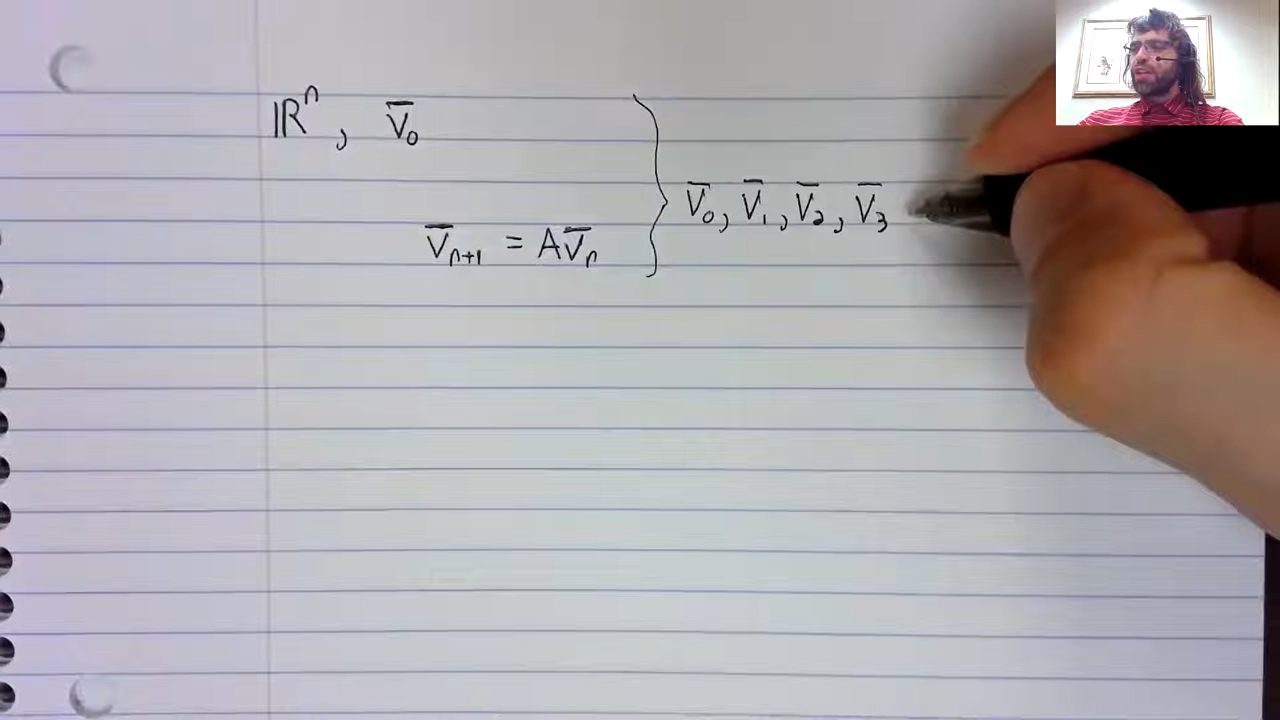 ℝⁿ, V̄₀
V̄₀, V̄₁, V̄₂, V̄₃
V̄ₙ₊₁ = AV̄ₙ